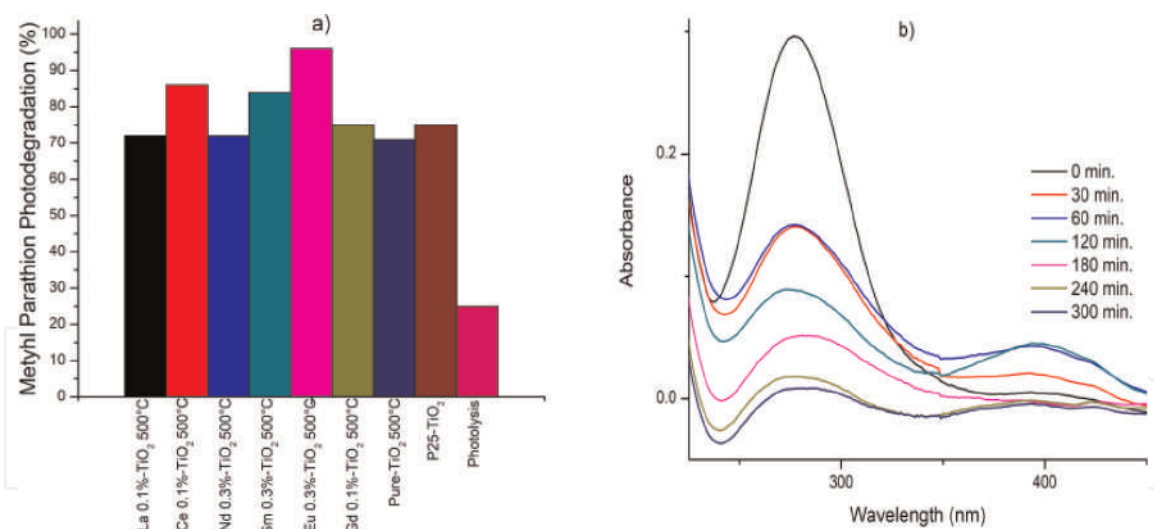 a)
Metyhl Parathion Photodegradation (%)
100
90
80
70
60
50
40
30
20
10
0
La 0.1%-TiO₂ 500°C
Ce 0.1%-TiO₂ 500°C
Nd 0.3%-TiO₂ 500°C
Sm 0.3%-TiO₂ 500°C
Eu 0.3%-TiO₂ 500°C
Gd 0.1%-TiO₂ 500°C
Pure-TiO₂ 500°C
P25-TiO₂
Photolysis
b)
Absorbance
0.2
0.1
0.0
0 min.
30 min.
60 min.
120 min.
180 min.
240 min.
300 min.
300
400
Wavelength (nm)